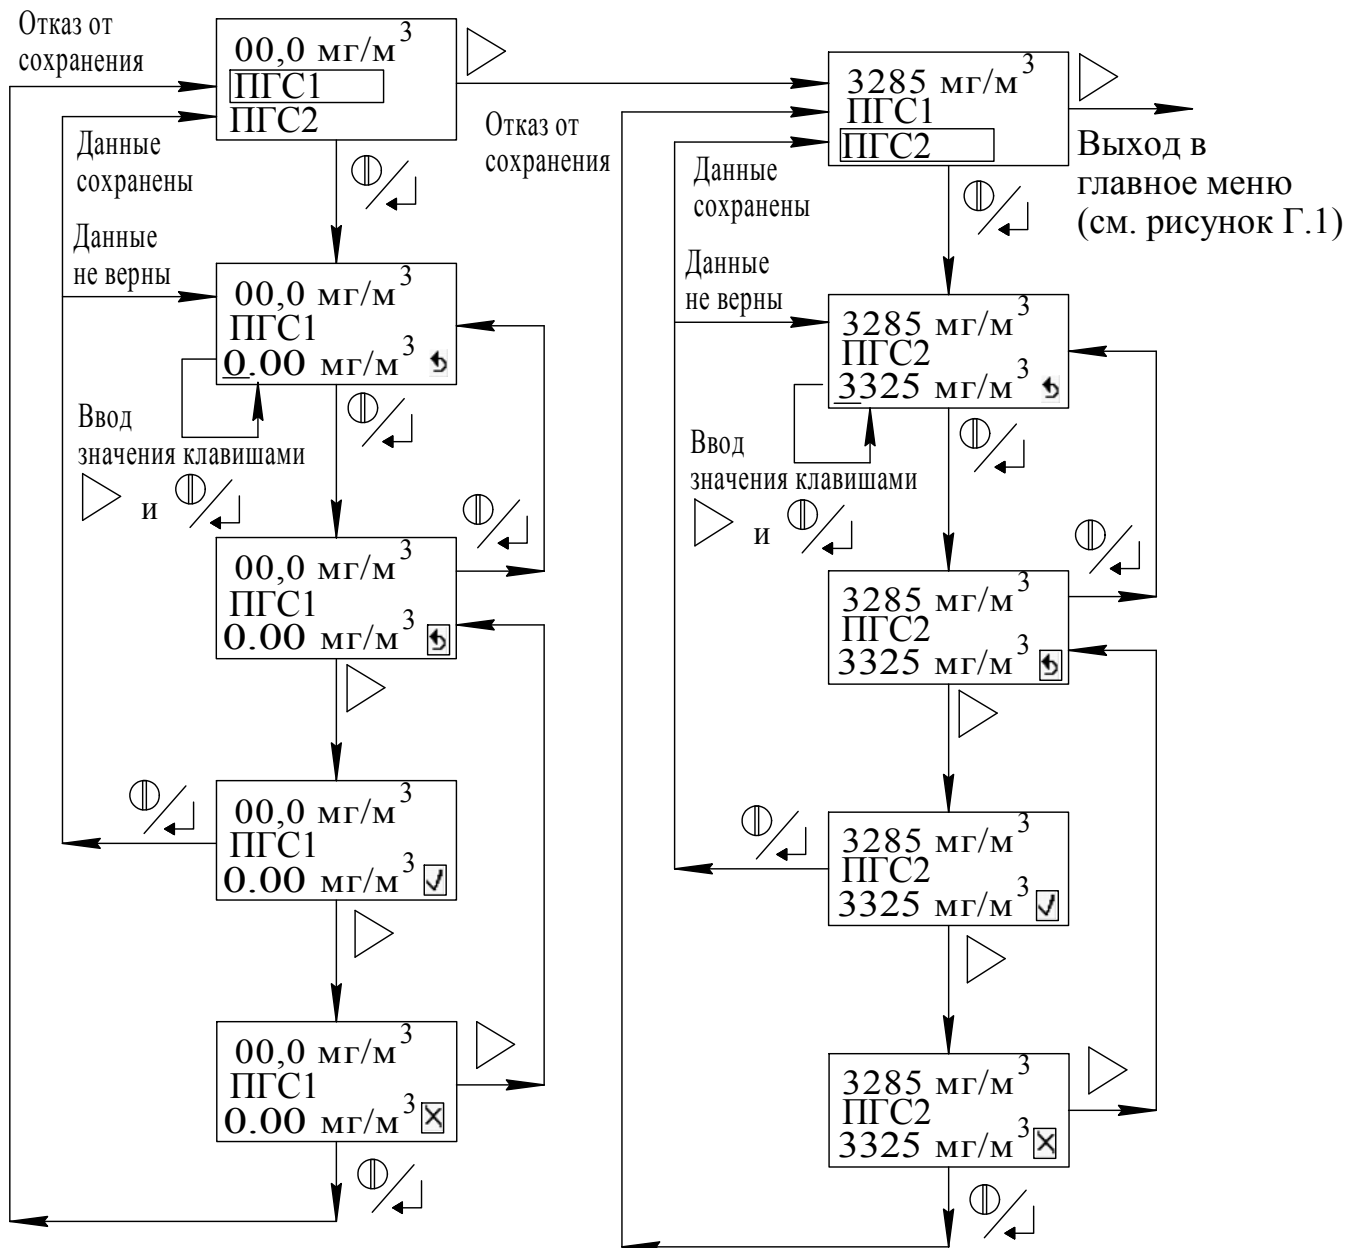 Отказ от
сохранения
00,0 мг/м³
ПГС1
ПГС2
Данные
сохранены
Данные
не верны
00,0 мг/м³
ПГС1
0.00 мг/м³
Ввод
значения клавишами
и
00,0 мг/м³
ПГС1
0.00 мг/м³
00,0 мг/м³
ПГС1
0.00 мг/м³
00,0 мг/м³
ПГС1
0.00 мг/м³
Отказ от
сохранения
3285 мг/м³
ПГС1
ПГС2
Выход в
главное меню
(см. рисунок Г.1)
Данные
сохранены
Данные
не верны
3285 мг/м³
ПГС2
3325 мг/м³
Ввод
значения клавишами
и
3285 мг/м³
ПГС2
3325 мг/м³
3285 мг/м³
ПГС2
3325 мг/м³
3285 мг/м³
ПГС2
3325 мг/м³